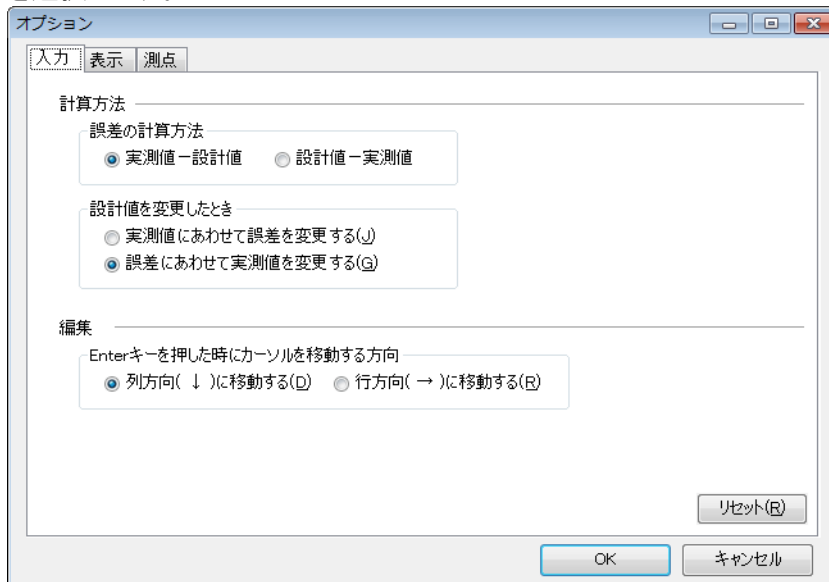 オプション
入力 表示 測点
計算方法
誤差の計算方法
実測値－設計値 設計値－実測値
設計値を変更したとき
実測値にあわせて誤差を変更する(J)
誤差にあわせて実測値を変更する(G)
編集
Enterキーを押した時にカーソルを移動する方向
列方向( ↓ )に移動する(D) 行方向( → )に移動する(R)
リセット(R)
OK キャンセル